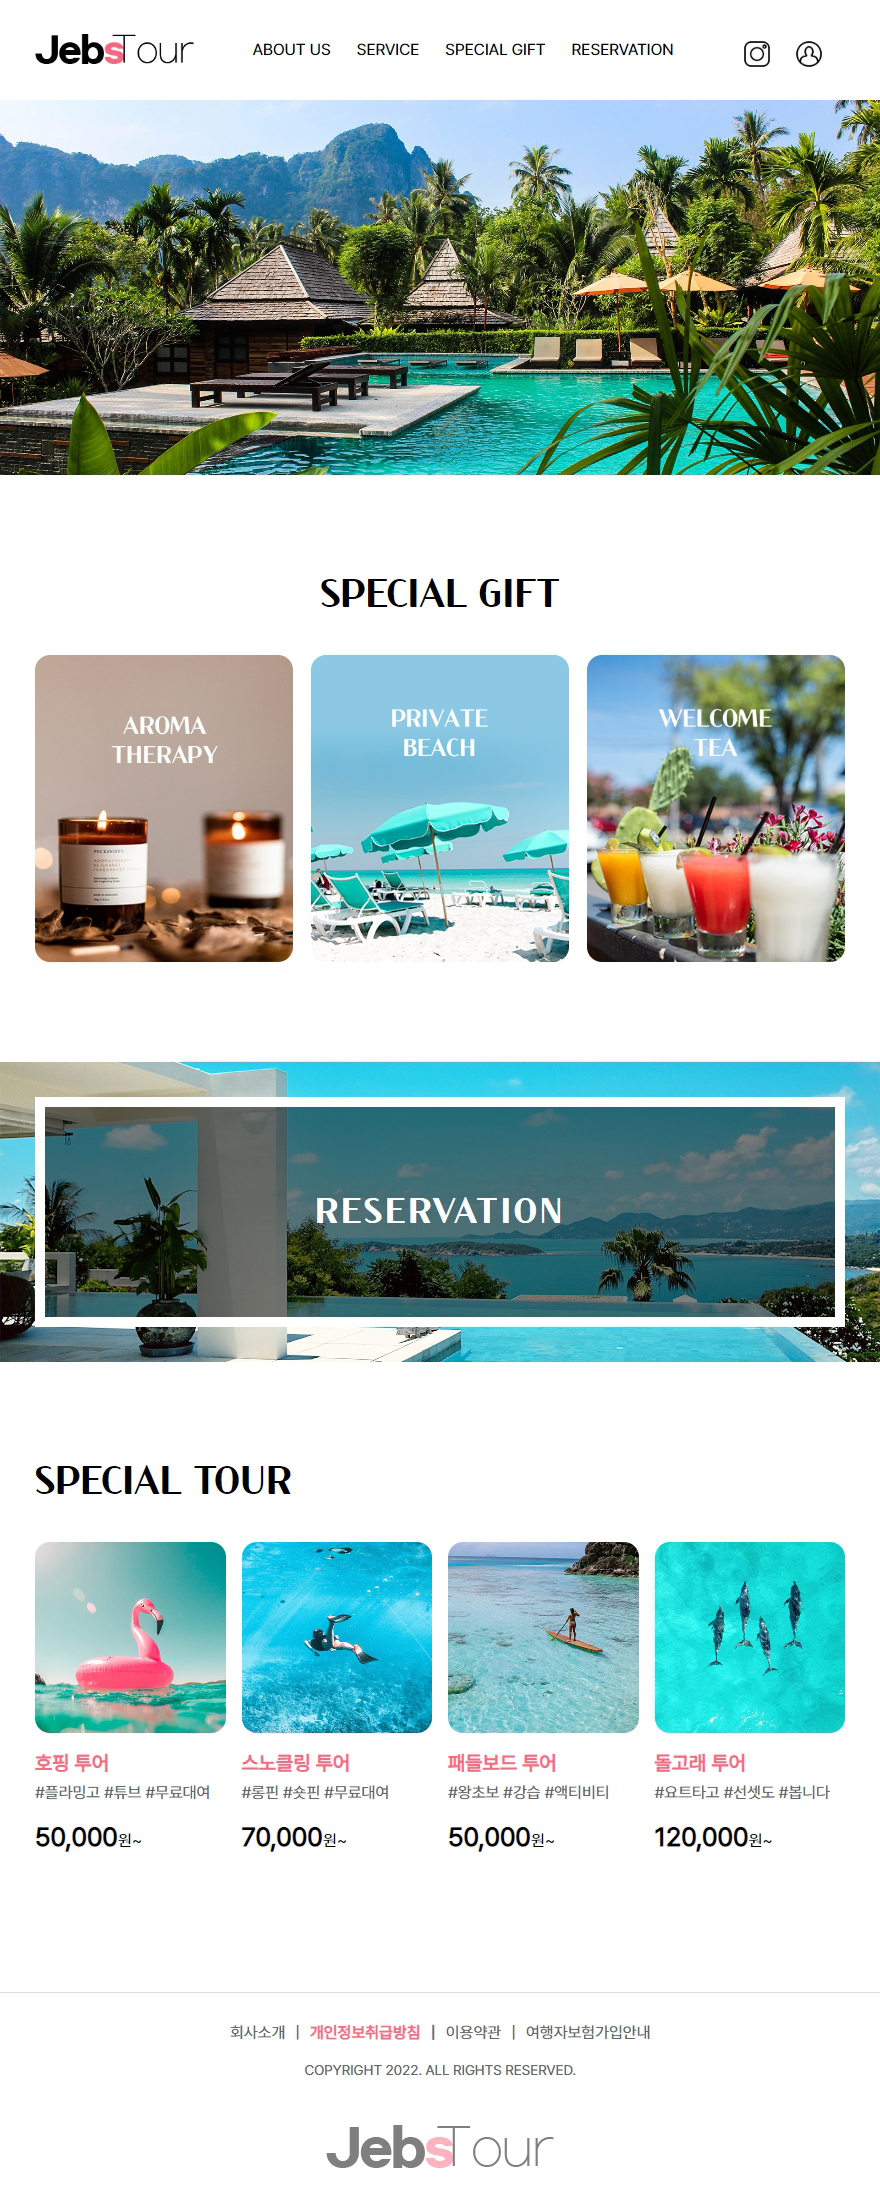 JebsTour
ABOUT US SERVICE SPECIAL GIFT RESERVATION
SPECIAL GIFT
AROMA
THERAPY
PRIVATE
BEACH
WELCOME
TEA
RESERVATION
SPECIAL TOUR
호핑 투어
#플라밍고 #튜브 #무료대여
50,000원~
스노클링 투어
#롱핀 #숏핀 #무료대여
70,000원~
패들보드 투어
#왕초보 #강습 #액티비티
50,000원~
돌고래 투어
#요트타고 #선셋도 #봅니다
120,000원~
회사소개 | 개인정보취급방침 | 이용약관 | 여행자보험가입안내
COPYRIGHT 2022. ALL RIGHTS RESERVED.
JebsTour